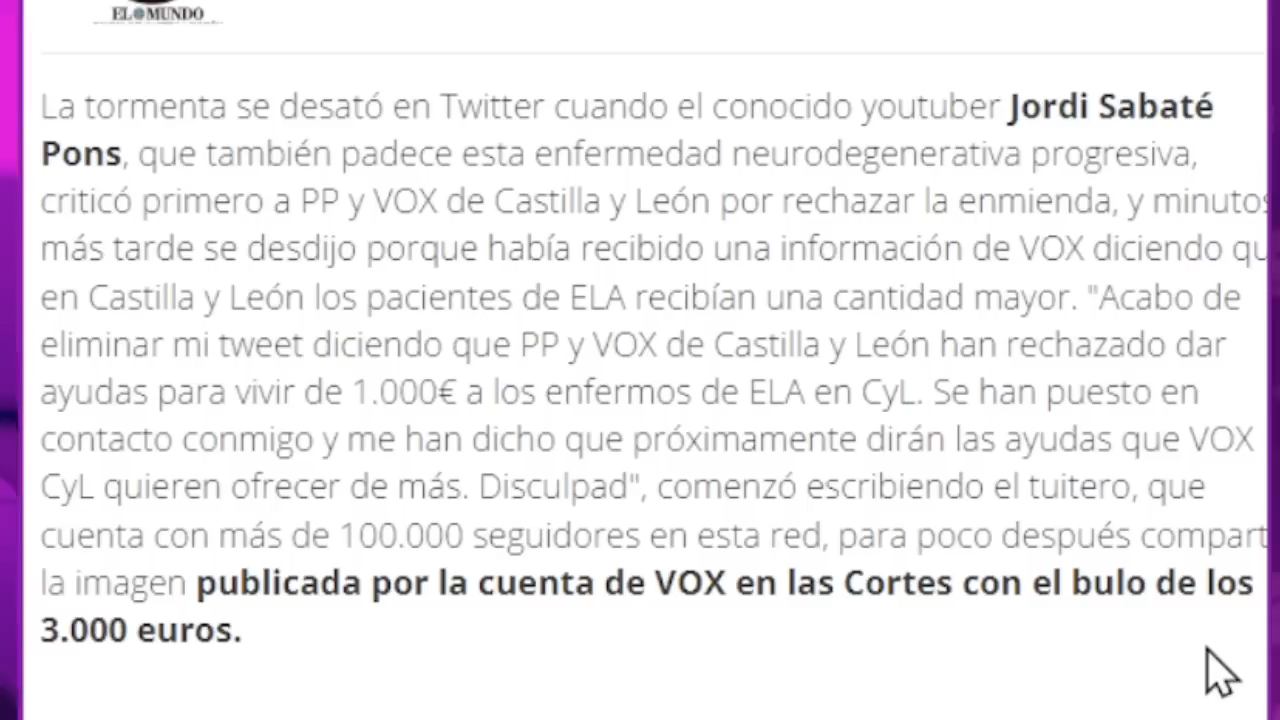 EL MUNDO
La tormenta se desató en Twitter cuando el conocido youtuber Jordi Sabaté
Pons, que también padece esta enfermedad neurodegenerativa progresiva,
criticó primero a PP y VOX de Castilla y León por rechazar la enmienda, y minutos
más tarde se desdijo porque había recibido una información de VOX diciendo qu
en Castilla y León los pacientes de ELA recibían una cantidad mayor. "Acabo de
eliminar mi tweet diciendo que PP y VOX de Castilla y León han rechazado dar
ayudas para vivir de 1.000€ a los enfermos de ELA en CyL. Se han puesto en
contacto conmigo y me han dicho que próximamente dirán las ayudas que VOX
CyL quieren ofrecer de más. Disculpad", comenzó escribiendo el tuitero, que
cuenta con más de 100.000 seguidores en esta red, para poco después compart
la imagen publicada por la cuenta de VOX en las Cortes con el bulo de los
3.000 euros.